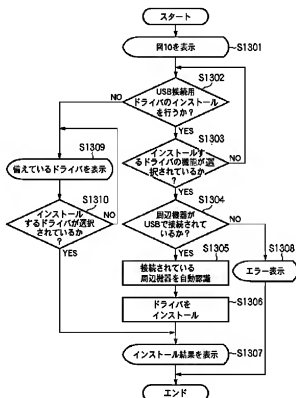 スタート
図10を表示
S1301
S1302
USB接続用
ドライバのインストール
を行うか?
NO
YES
S1303
インストールす
るドライバの機能が選
択されているか
?
NO
YES
S1309
備えているドライバを表示
S1310
インストール
するドライバが選択
されているか
?
NO
YES
S1304
周辺機器が
USBで接続されて
いるか?
NO
YES
S1305
接続されている
周辺機器を自動認識
S1308
エラー表示
S1306
ドライバを
インストール
インストール結果を表示
S1307
エンド